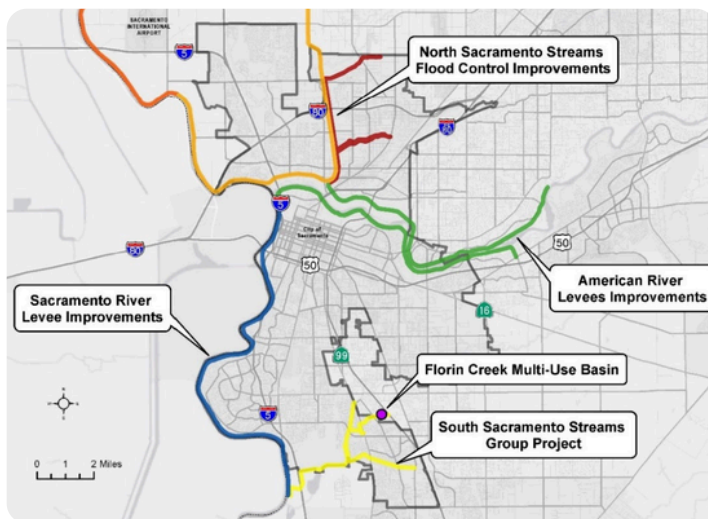 SACRAMENTO
INTERNATIONAL
AIRPORT
5
North Sacramento Streams
Flood Control Improvements
80
80
5
City of
Sacramento
80
50
50
American River
Levees Improvements
Sacramento River
Levee Improvements
16
99
Florin Creek Multi-Use Basin
5
South Sacramento Streams
Group Project
N
W
E
S
0 1 2 Miles